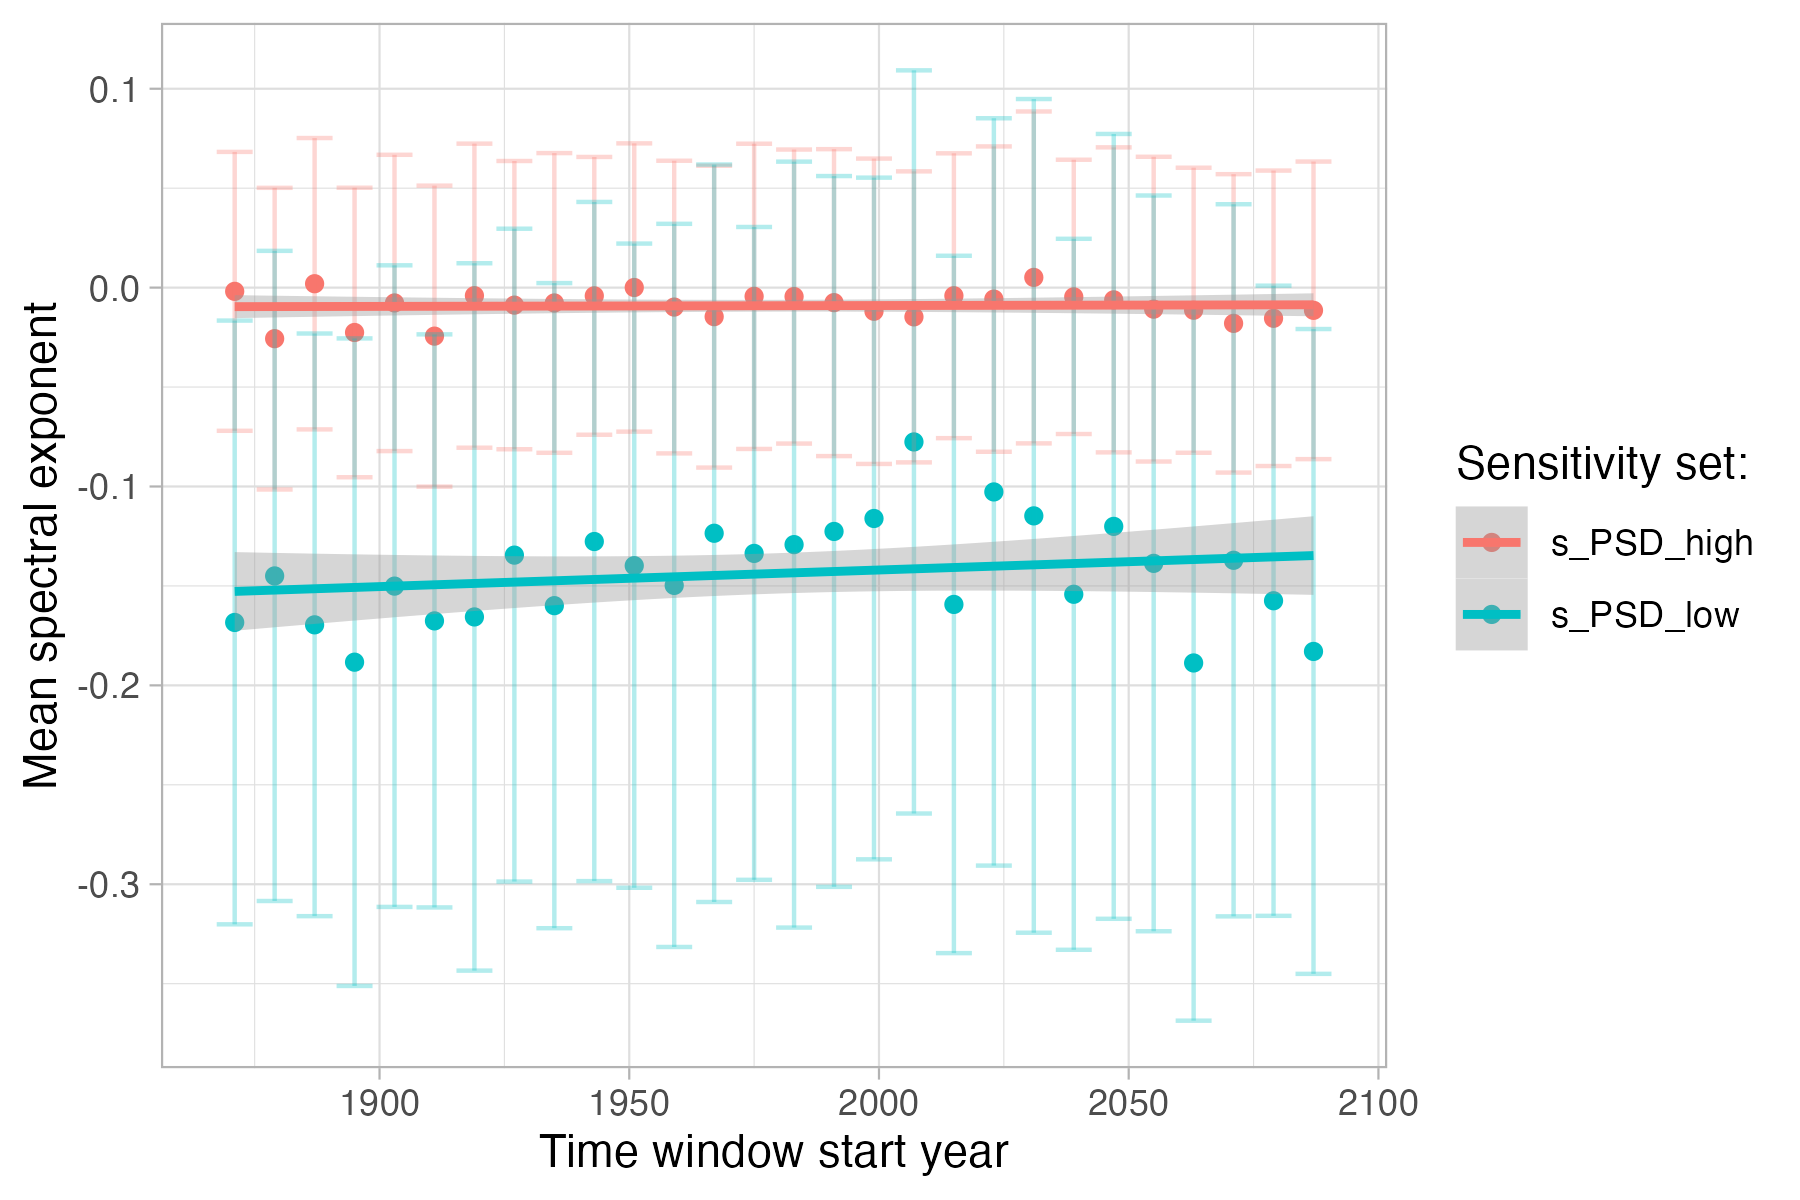 0.1
0.0
-0.1
-0.2
-0.3
Mean spectral exponent
1900
1950
2000
2050
2100
Time window start year
Sensitivity set:
s_PSD_high
s_PSD_low